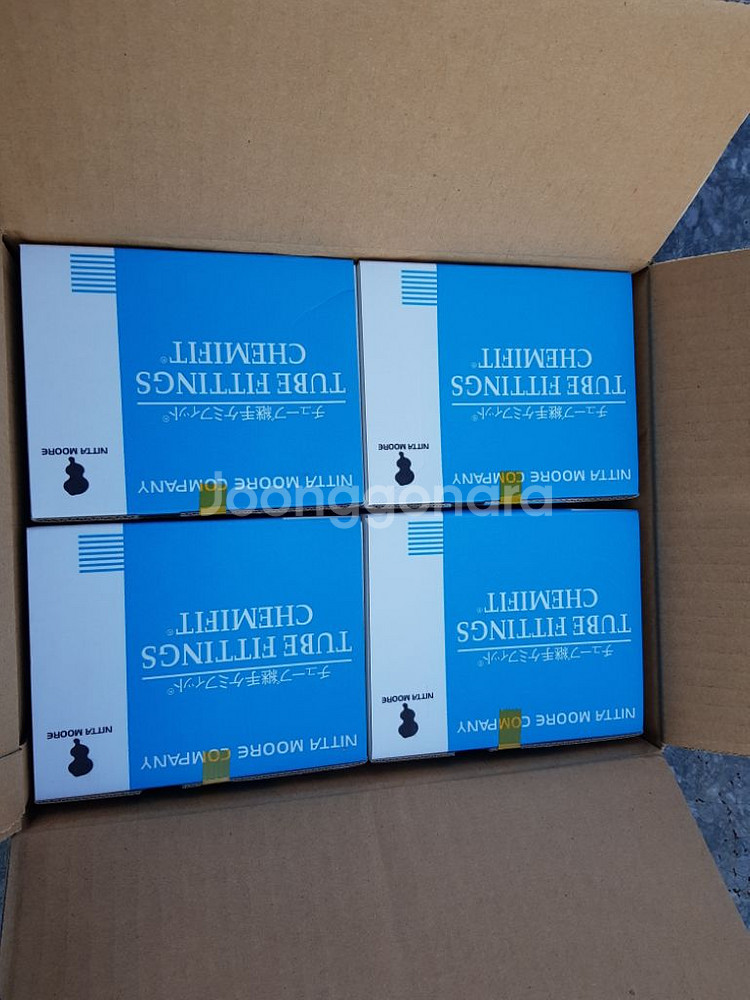 NITTA MOORE COMPANY
NITTA MOORE
チューブ継手ケミフィット®
TUBE FITTINGS
CHEMIFIT®
NITTA MOORE COMPANY
NITTA MOORE
チューブ継手ケミフィット®
TUBE FITTINGS
CHEMIFIT®
NITTA MOORE COMPANY
NITTA MOORE
チューブ継手ケミフィット®
TUBE FITTINGS
CHEMIFIT®
NITTA MOORE COMPANY
NITTA MOORE
チューブ継手ケミフィット®
TUBE FITTINGS
CHEMIFIT®
Joonggonara